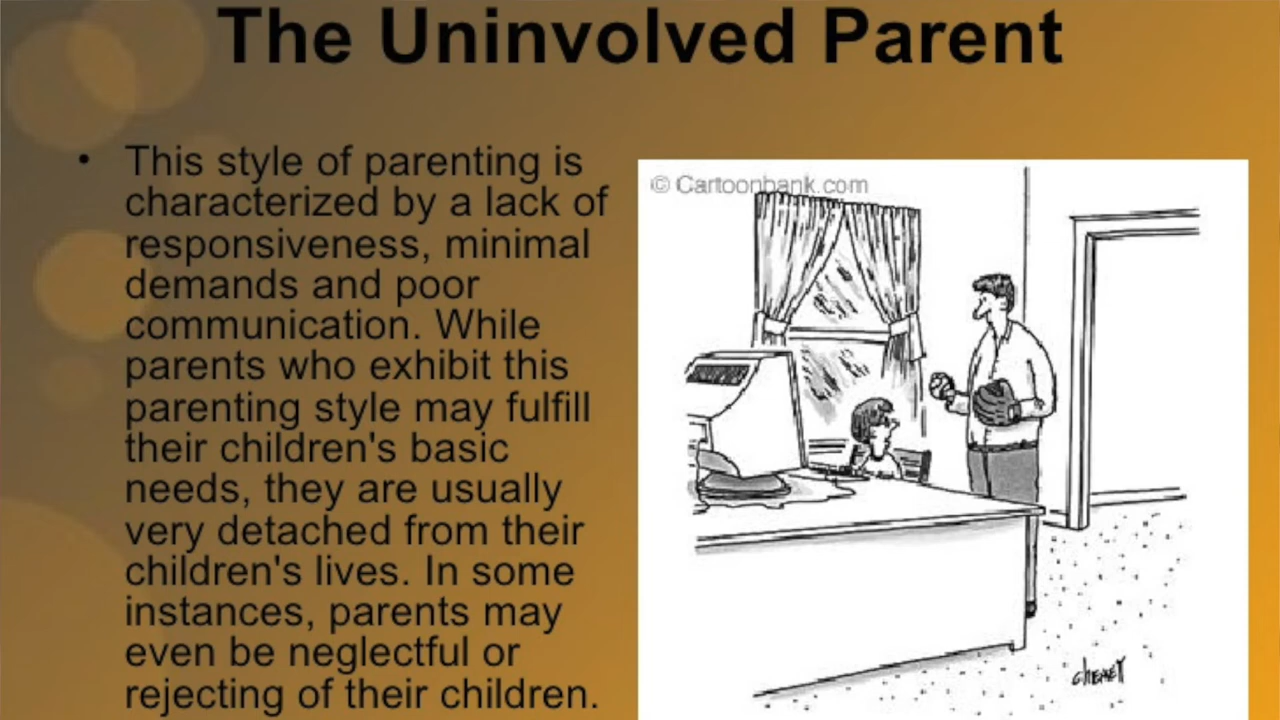 The Uninvolved Parent
• This style of parenting is
characterized by a lack of
responsiveness, minimal
demands and poor
communication. While
parents who exhibit this
parenting style may fulfill
their children's basic
needs, they are usually
very detached from their
children's lives. In some
instances, parents may
even be neglectful or
rejecting of their children.
© Cartoonbank.com
CHENEY